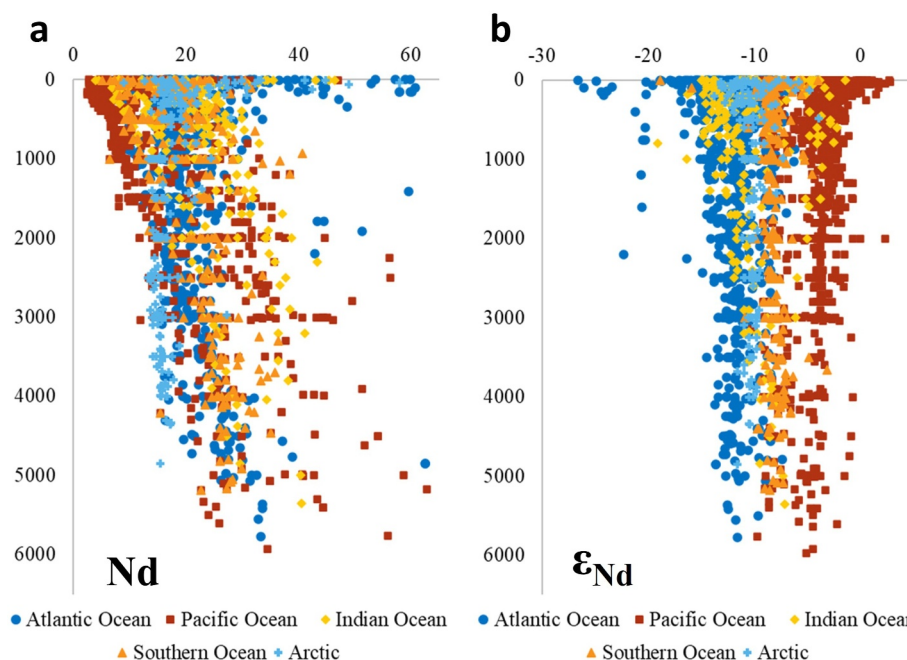 a
0 20 40 60
0
1000
2000
3000
4000
5000
6000
Nd
Atlantic Ocean Pacific Ocean Indian Ocean
Southern Ocean Arctic
b
-30 -20 -10 0
0
1000
2000
3000
4000
5000
6000
εNd
Atlantic Ocean Pacific Ocean Indian Ocean
Southern Ocean Arctic